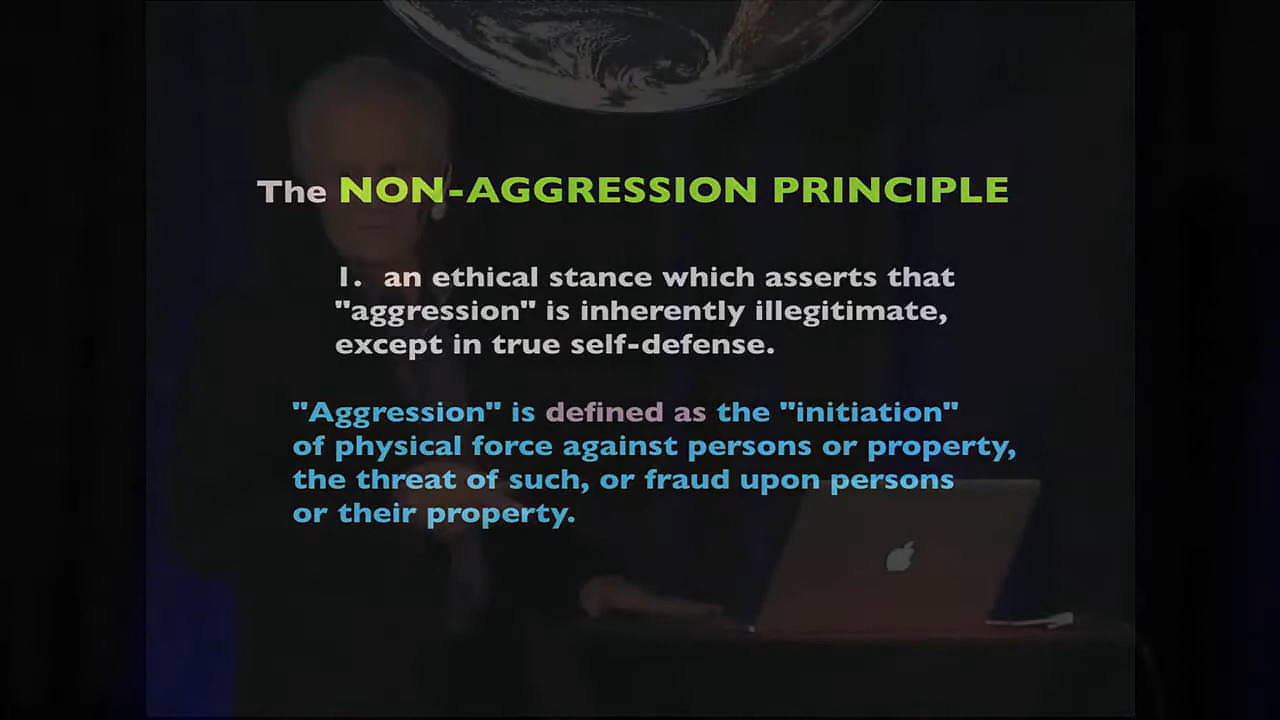 The NON-AGGRESSION PRINCIPLE
1. an ethical stance which asserts that
"aggression" is inherently illegitimate,
except in true self-defense.
"Aggression" is defined as the "initiation"
of physical force against persons or property,
the threat of such, or fraud upon persons
or their property.